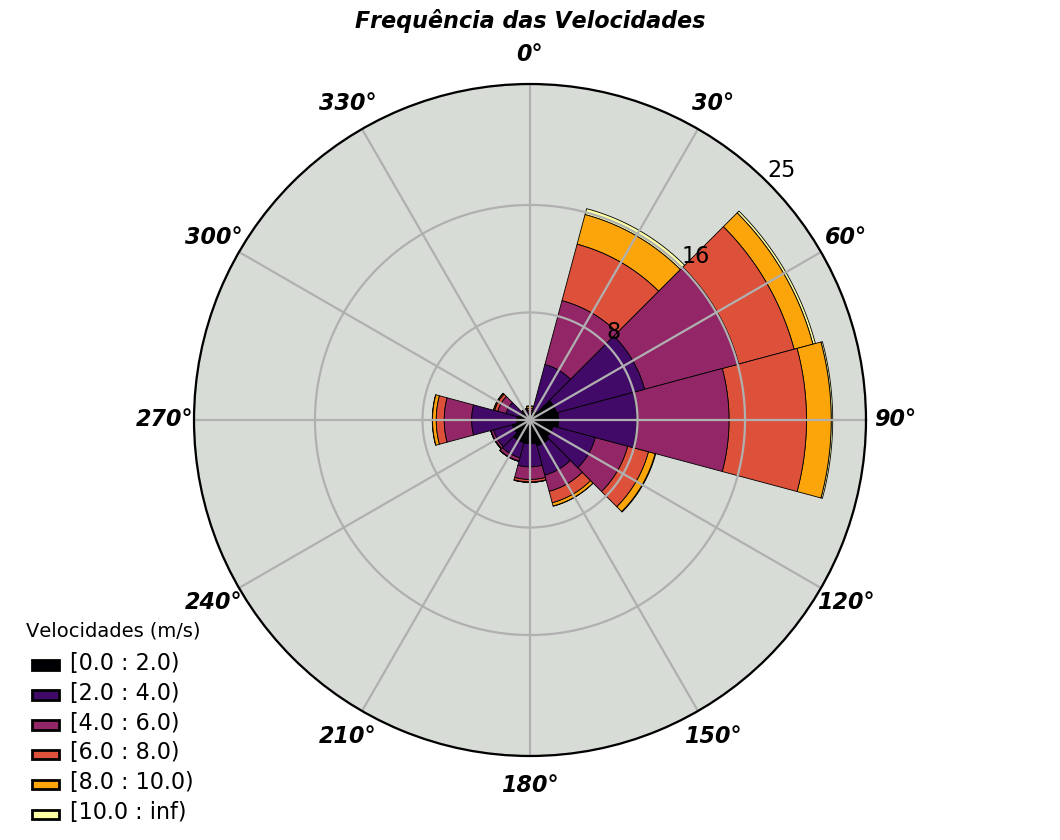 Frequência das Velocidades
0°
330°
30°
25
300°
60°
16
8
270°
90°
240°
120°
210°
150°
180°
Velocidades (m/s)
[0.0 : 2.0)
[2.0 : 4.0)
[4.0 : 6.0)
[6.0 : 8.0)
[8.0 : 10.0)
[10.0 : inf)